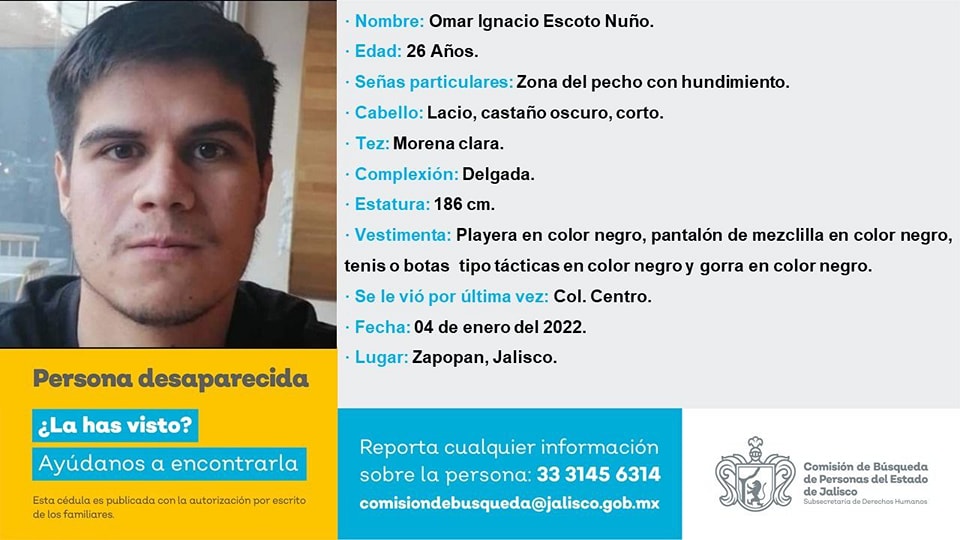 · Nombre: Omar Ignacio Escoto Nuño.
· Edad: 26 Años.
· Señas particulares: Zona del pecho con hundimiento.
· Cabello: Lacio, castaño oscuro, corto.
· Tez: Morena clara.
· Complexión: Delgada.
· Estatura: 186 cm.
· Vestimenta: Playera en color negro, pantalón de mezclilla en color negro,
tenis o botas tipo tácticas en color negro y gorra en color negro.
· Se le vió por última vez: Col. Centro.
· Fecha: 04 de enero del 2022.
· Lugar: Zapopan, Jalisco.
Persona desaparecida
¿La has visto?
Ayúdanos a encontrarla
Esta cédula es publicada con la autorización por escrito
de los familiares.
Reporta cualquier información
sobre la persona: 33 3145 6314
comisiondebusqueda@jalisco.gob.mx
Comisión de Búsqueda
de Personas del Estado
de Jalisco
Subsecretaría de Derechos Humanos